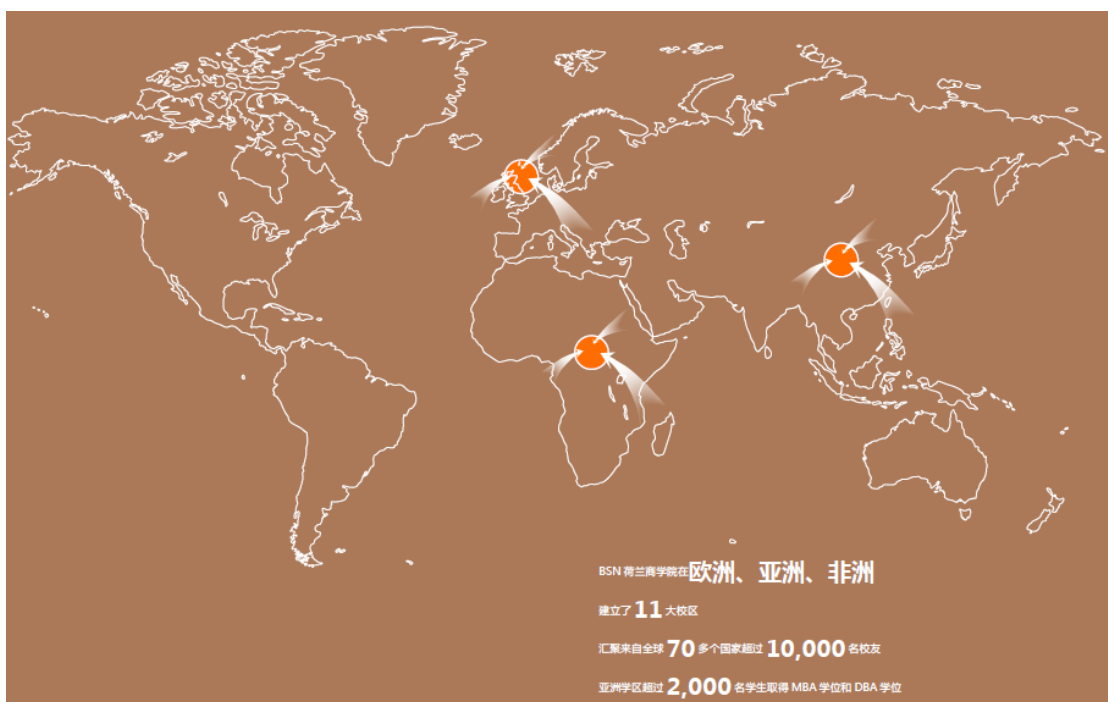 BSN 荷兰商学院在欧洲、亚洲、非洲
建立了 11 大校区
汇聚来自全球 70 多个国家超过 10,000 名校友
亚洲学区超过 2,000 名学生取得 MBA 学位和 DBA 学位